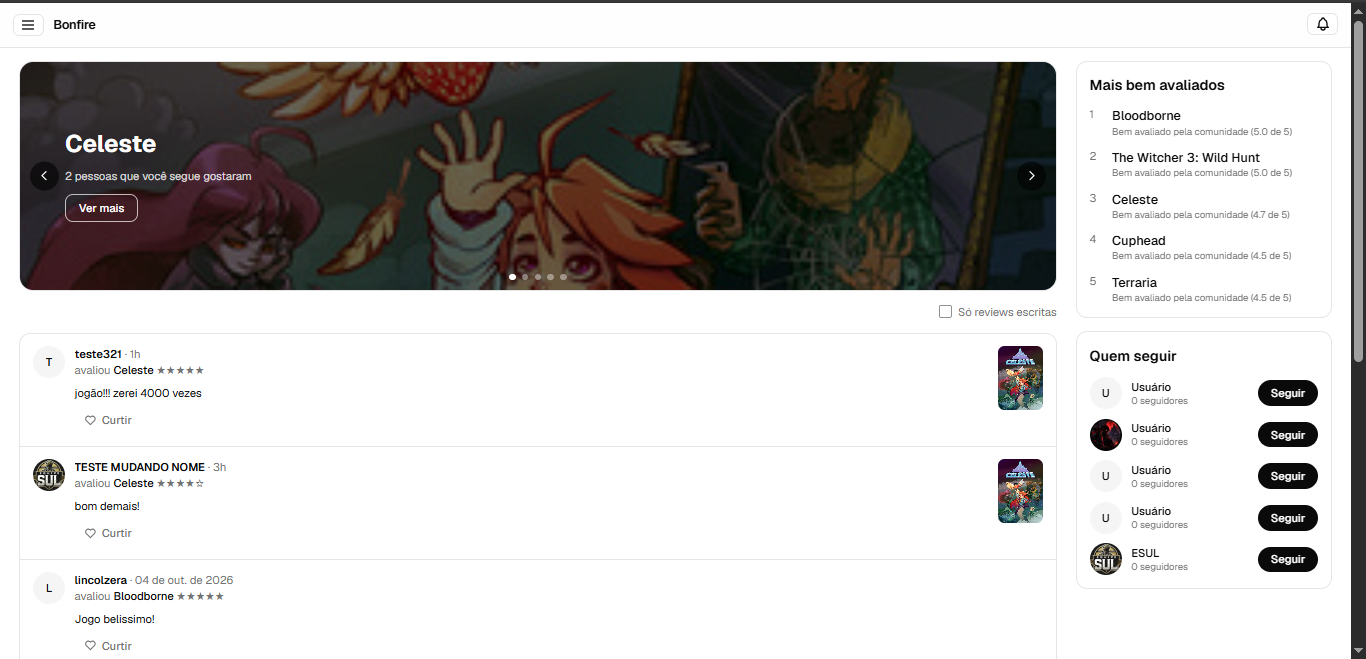 Bonfire
Celeste
2 pessoas que você segue gostaram
Ver mais
Só reviews escritas
T
teste321 · 1h
avaliou Celeste ★★★★★
jogão!!! zerei 4000 vezes
Curtir
CELESTE
SUL
TESTE MUDANDO NOME · 3h
avaliou Celeste ★★★★☆
bom demais!
Curtir
CELESTE
L
lincolzera · 04 de out. de 2026
avaliou Bloodborne ★★★★★
Jogo belissimo!
Curtir
Mais bem avaliados
1 Bloodborne
Bem avaliado pela comunidade (5.0 de 5)
2 The Witcher 3: Wild Hunt
Bem avaliado pela comunidade (5.0 de 5)
3 Celeste
Bem avaliado pela comunidade (4.7 de 5)
4 Cuphead
Bem avaliado pela comunidade (4.5 de 5)
5 Terraria
Bem avaliado pela comunidade (4.5 de 5)
Quem seguir
U Usuário Seguir
0 seguidores
Usuário Seguir
0 seguidores
U Usuário Seguir
0 seguidores
U Usuário Seguir
0 seguidores
SUL ESUL Seguir
0 seguidores